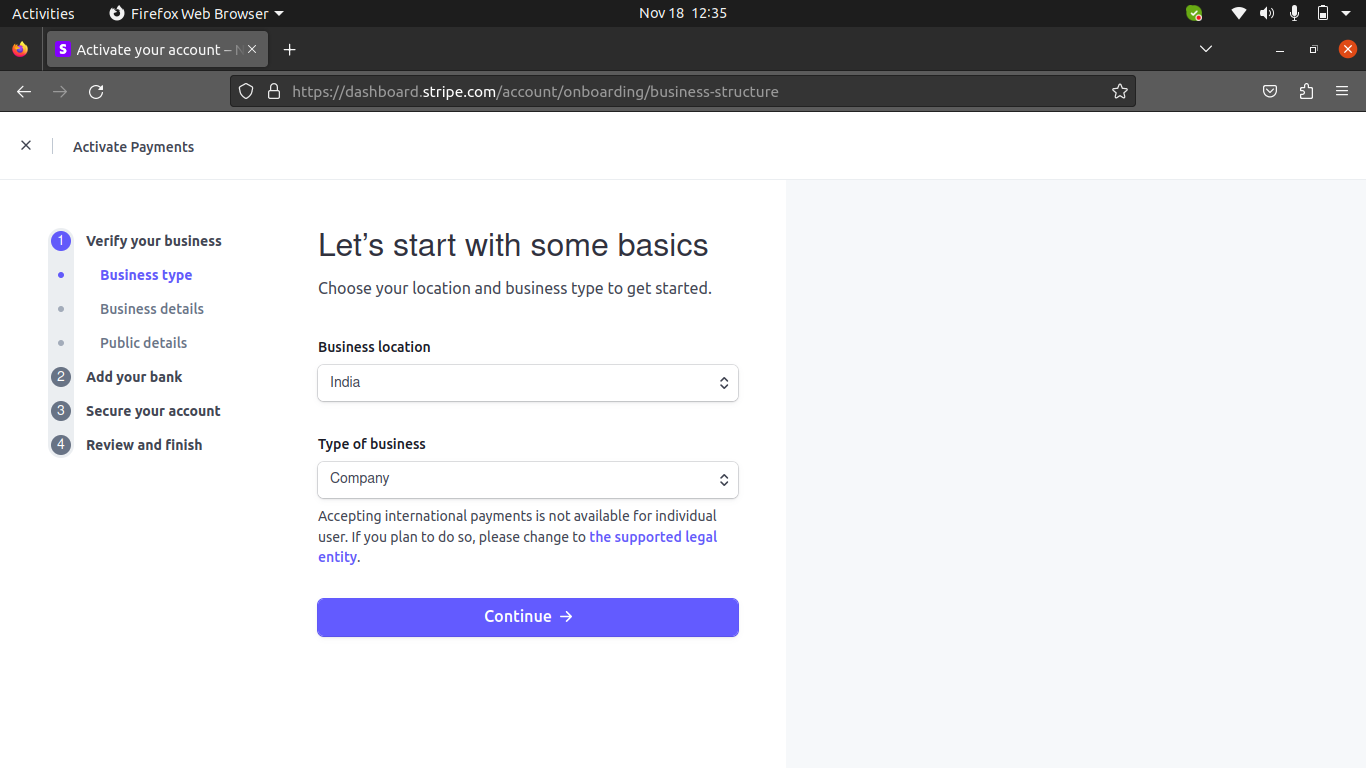 Activities Firefox Web Browser Nov 18 12:35
S Activate your account – N
https://dashboard.stripe.com/account/onboarding/business-structure
Activate Payments
1 Verify your business
Business type
Business details
Public details
2 Add your bank
3 Secure your account
4 Review and finish
Let’s start with some basics
Choose your location and business type to get started.
Business location
India
Type of business
Company
Accepting international payments is not available for individual
user. If you plan to do so, please change to the supported legal
entity.
Continue →